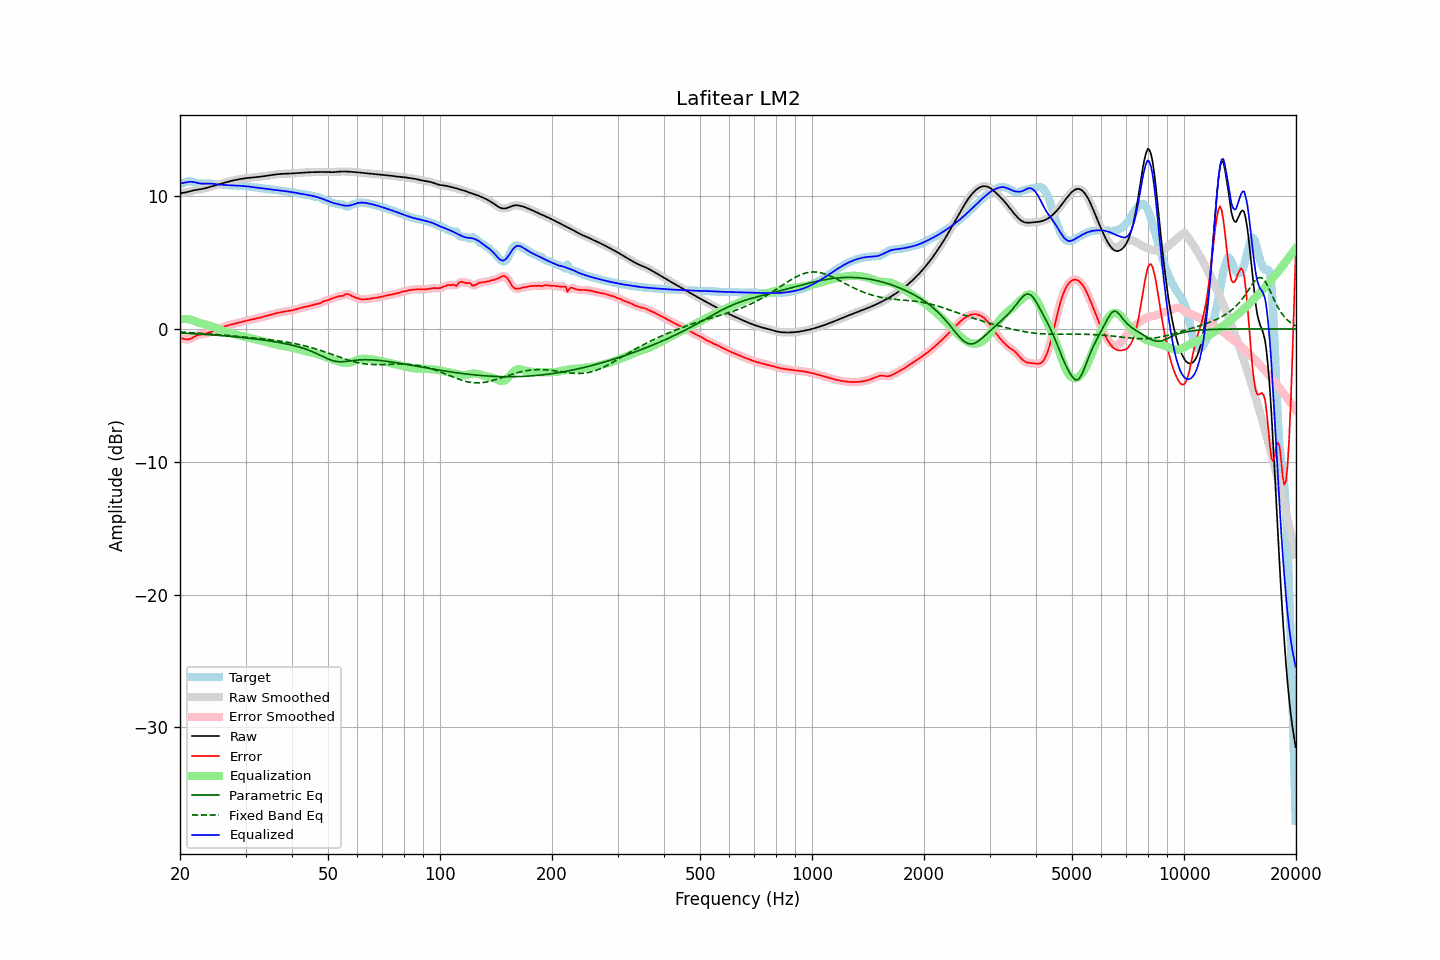 Lafitear LM2
10
0
−10
−20
−30
Amplitude (dBr)
20
50
100
200
500
1000
2000
5000
10000
20000
Frequency (Hz)
Target
Raw Smoothed
Error Smoothed
Raw
Error
Equalization
Parametric Eq
Fixed Band Eq
Equalized